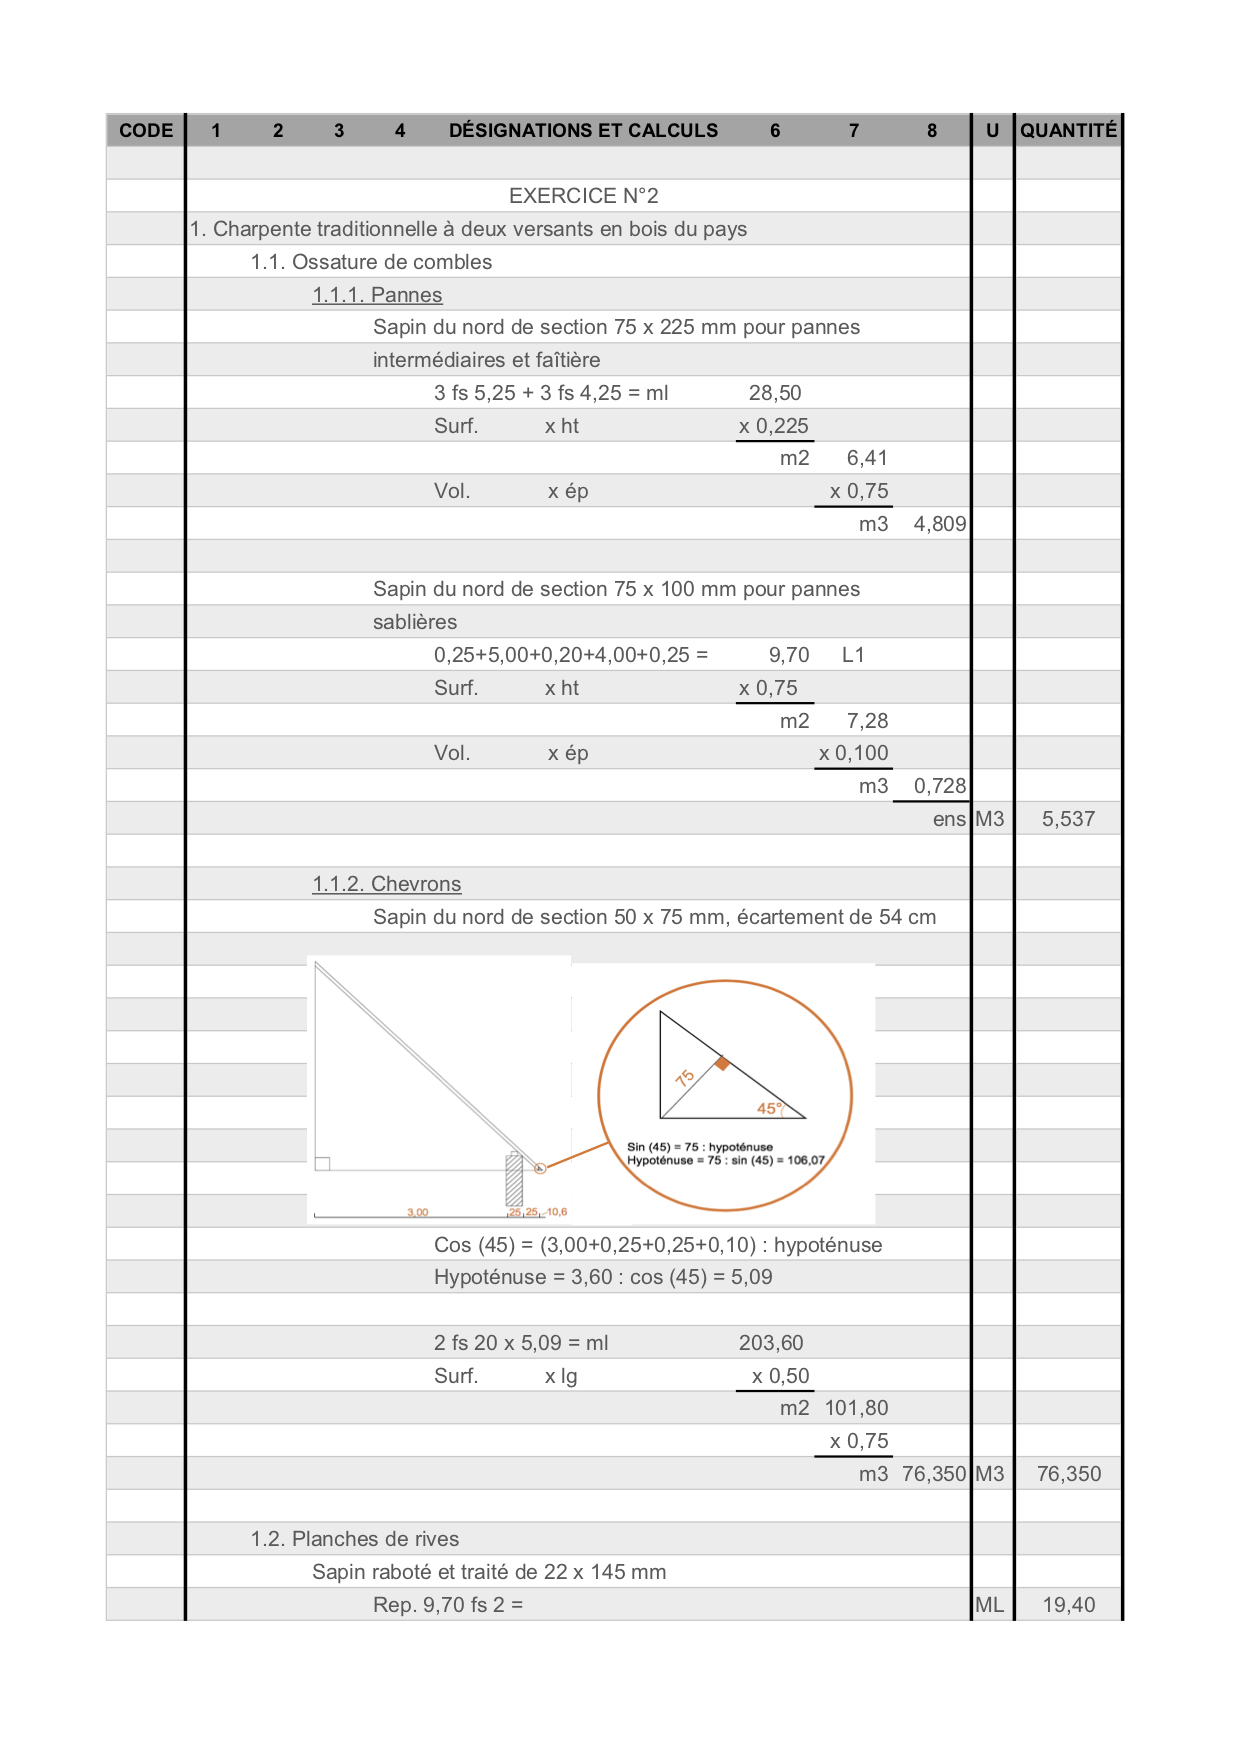 CODE 1 2 3 4 DÉSIGNATIONS ET CALCULS 6 7 8 U QUANTITÉ
EXERCICE N°2
1. Charpente traditionnelle à deux versants en bois du pays
1.1. Ossature de combles
1.1.1. Pannes
Sapin du nord de section 75 x 225 mm pour pannes
intermédiaires et faîtière
3 fs 5,25 + 3 fs 4,25 = ml 28,50
Surf. x ht x 0,225
m2 6,41
Vol. x ép x 0,75
m3 4,809
Sapin du nord de section 75 x 100 mm pour pannes
sablières
0,25+5,00+0,20+4,00+0,25 = 9,70 L1
Surf. x ht x 0,75
m2 7,28
Vol. x ép x 0,100
m3 0,728
ens M3 5,537
1.1.2. Chevrons
Sapin du nord de section 50 x 75 mm, écartement de 54 cm
75
45°
Sin (45) = 75 : hypoténuse
Hypoténuse = 75 : sin (45) = 106,07
3,00 25 25 10,6
Cos (45) = (3,00+0,25+0,25+0,10) : hypoténuse
Hypoténuse = 3,60 : cos (45) = 5,09
2 fs 20 x 5,09 = ml 203,60
Surf. x lg x 0,50
m2 101,80
x 0,75
m3 76,350 M3 76,350
1.2. Planches de rives
Sapin raboté et traité de 22 x 145 mm
Rep. 9,70 fs 2 = ML 19,40